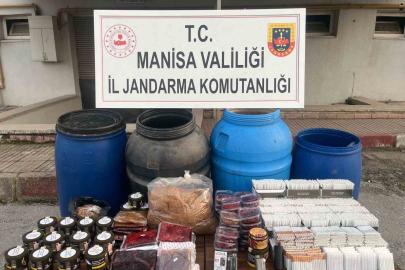 T.C.
MANİSA VALİLİĞİ
İL JANDARMA KOMUTANLIĞI